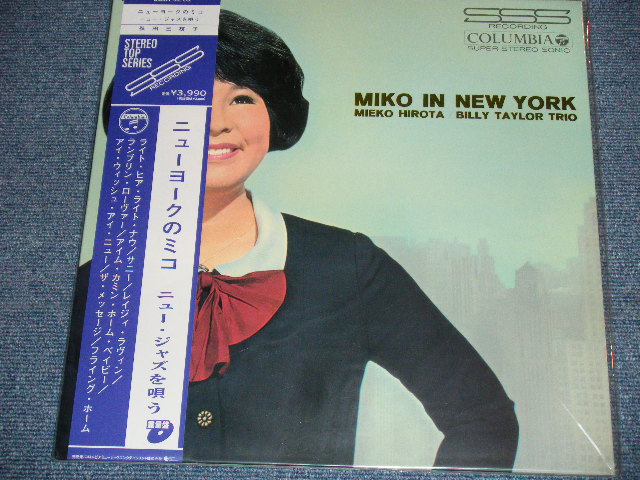 ニューヨークのミコ
ニュー・ジャズを唄う
弘田三枝子
STEREO
TOP
SERIES
SSS
RECORDING
¥3,990
ニューヨークのミコ
ニュー・ジャズを唄う
ライト・ヒア・ライト・ナウ/サニー/レイジィ・ラヴィン/
ランブリン・ローヴァー/アイム・カミン・ホーム・ベイビー/
アイ・ウィッシュ・アイ・ニュー/ザ・メッセージ/フライング・ホーム
重量盤
SSS
RECORDING
COLUMBIA
SUPER STEREO SONIC
MIKO IN NEW YORK
MIEKO HIROTA BILLY TAYLOR TRIO